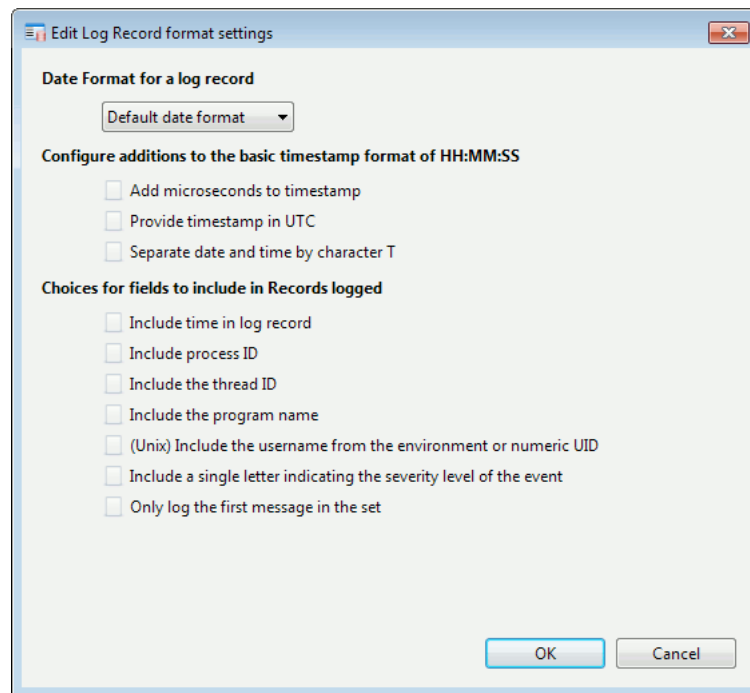 Edit Log Record format settings
Date Format for a log record
Default date format
Configure additions to the basic timestamp format of HH:MM:SS
Add microseconds to timestamp
Provide timestamp in UTC
Separate date and time by character T
Choices for fields to include in Records logged
Include time in log record
Include process ID
Include the thread ID
Include the program name
(Unix) Include the username from the environment or numeric UID
Include a single letter indicating the severity level of the event
Only log the first message in the set
OK Cancel